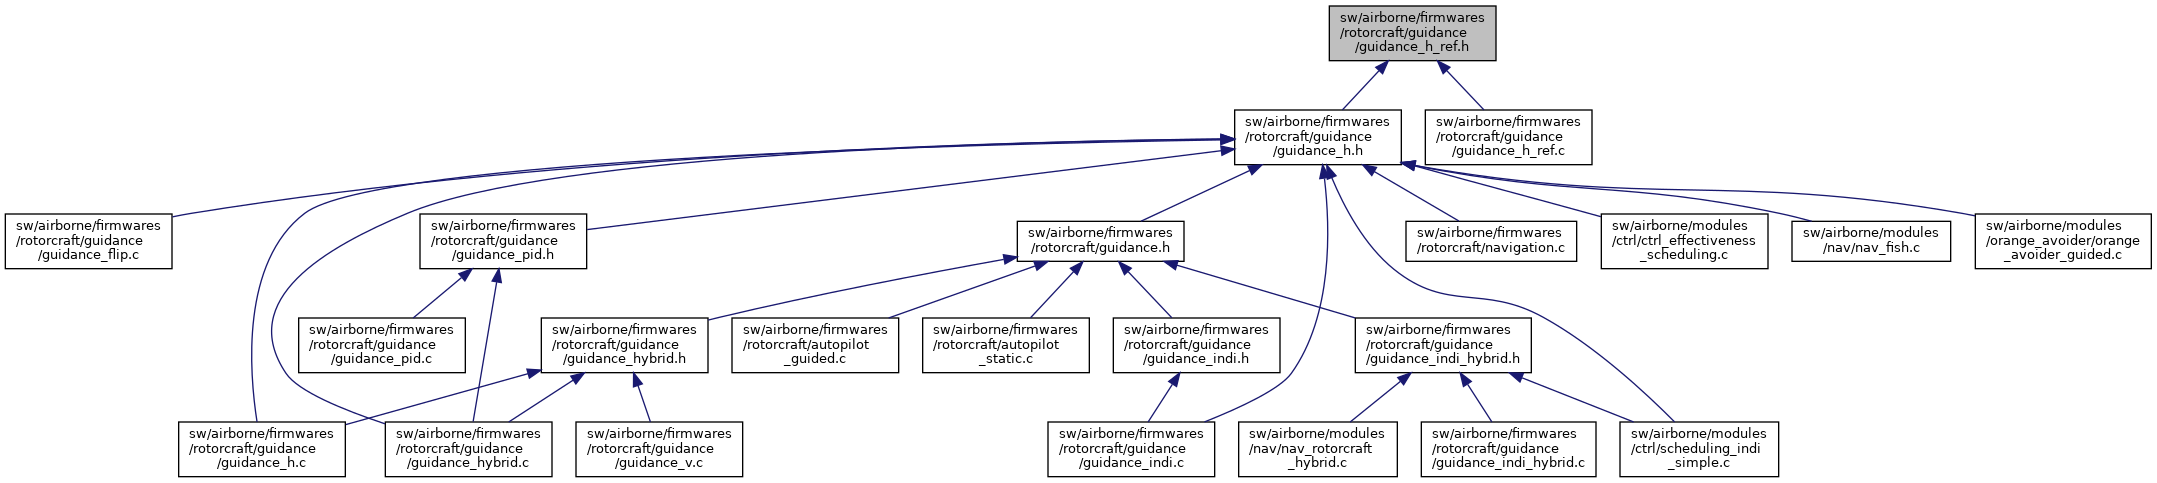 sw/airborne/firmwares
/rotorcraft/guidance
/guidance_h_ref.h
sw/airborne/firmwares
/rotorcraft/guidance
/guidance_h.h
sw/airborne/firmwares
/rotorcraft/guidance
/guidance_h_ref.c
sw/airborne/firmwares
/rotorcraft/guidance
/guidance_flip.c
sw/airborne/firmwares
/rotorcraft/guidance
/guidance_pid.h
sw/airborne/firmwares
/rotorcraft/guidance.h
sw/airborne/firmwares
/rotorcraft/navigation.c
sw/airborne/modules
/ctrl/ctrl_effectiveness
_scheduling.c
sw/airborne/modules
/nav/nav_fish.c
sw/airborne/modules
/orange_avoider/orange
_avoider_guided.c
sw/airborne/firmwares
/rotorcraft/guidance
/guidance_pid.c
sw/airborne/firmwares
/rotorcraft/guidance
/guidance_hybrid.h
sw/airborne/firmwares
/rotorcraft/autopilot
_guided.c
sw/airborne/firmwares
/rotorcraft/autopilot
_static.c
sw/airborne/firmwares
/rotorcraft/guidance
/guidance_indi.h
sw/airborne/firmwares
/rotorcraft/guidance
/guidance_indi_hybrid.h
sw/airborne/firmwares
/rotorcraft/guidance
/guidance_h.c
sw/airborne/firmwares
/rotorcraft/guidance
/guidance_hybrid.c
sw/airborne/firmwares
/rotorcraft/guidance
/guidance_v.c
sw/airborne/firmwares
/rotorcraft/guidance
/guidance_indi.c
sw/airborne/modules
/nav/nav_rotorcraft
_hybrid.c
sw/airborne/firmwares
/rotorcraft/guidance
/guidance_indi_hybrid.c
sw/airborne/modules
/ctrl/scheduling_indi
_simple.c